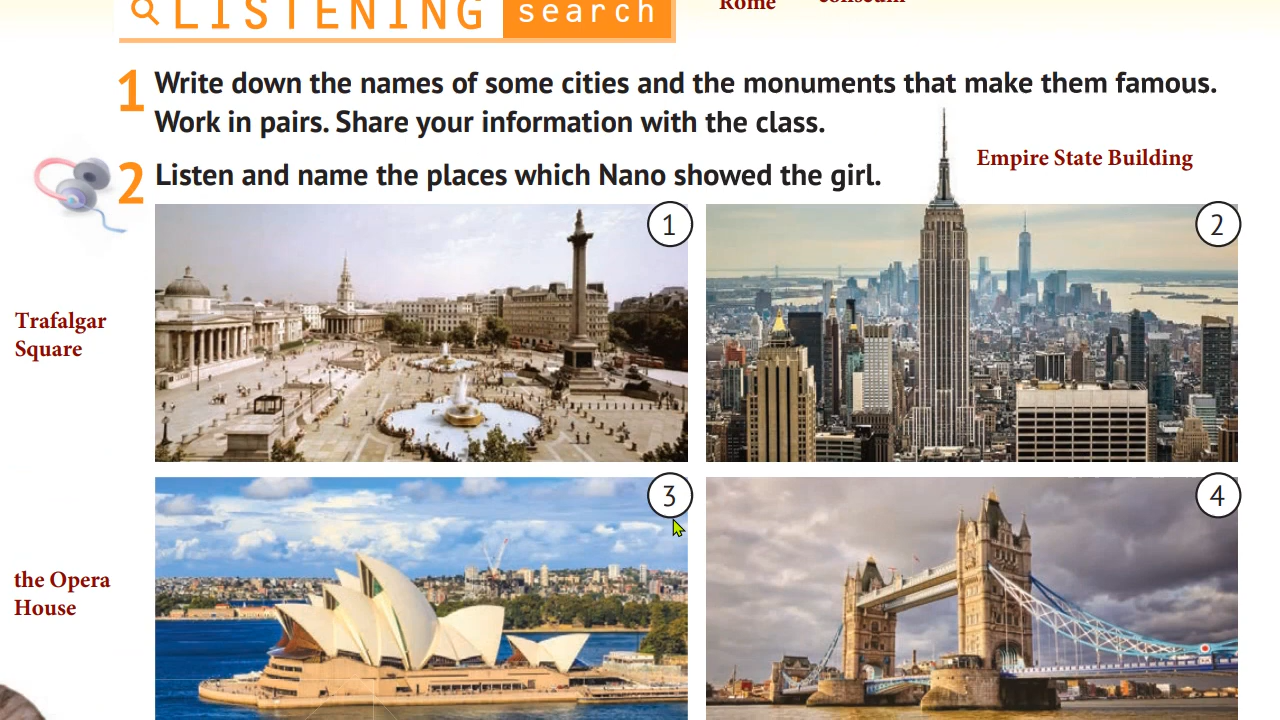 LISTENING search
Rome coliseum
1 Write down the names of some cities and the monuments that make them famous.
Work in pairs. Share your information with the class.
Empire State Building
2 Listen and name the places which Nano showed the girl.
1
2
Trafalgar
Square
3
4
the Opera
House